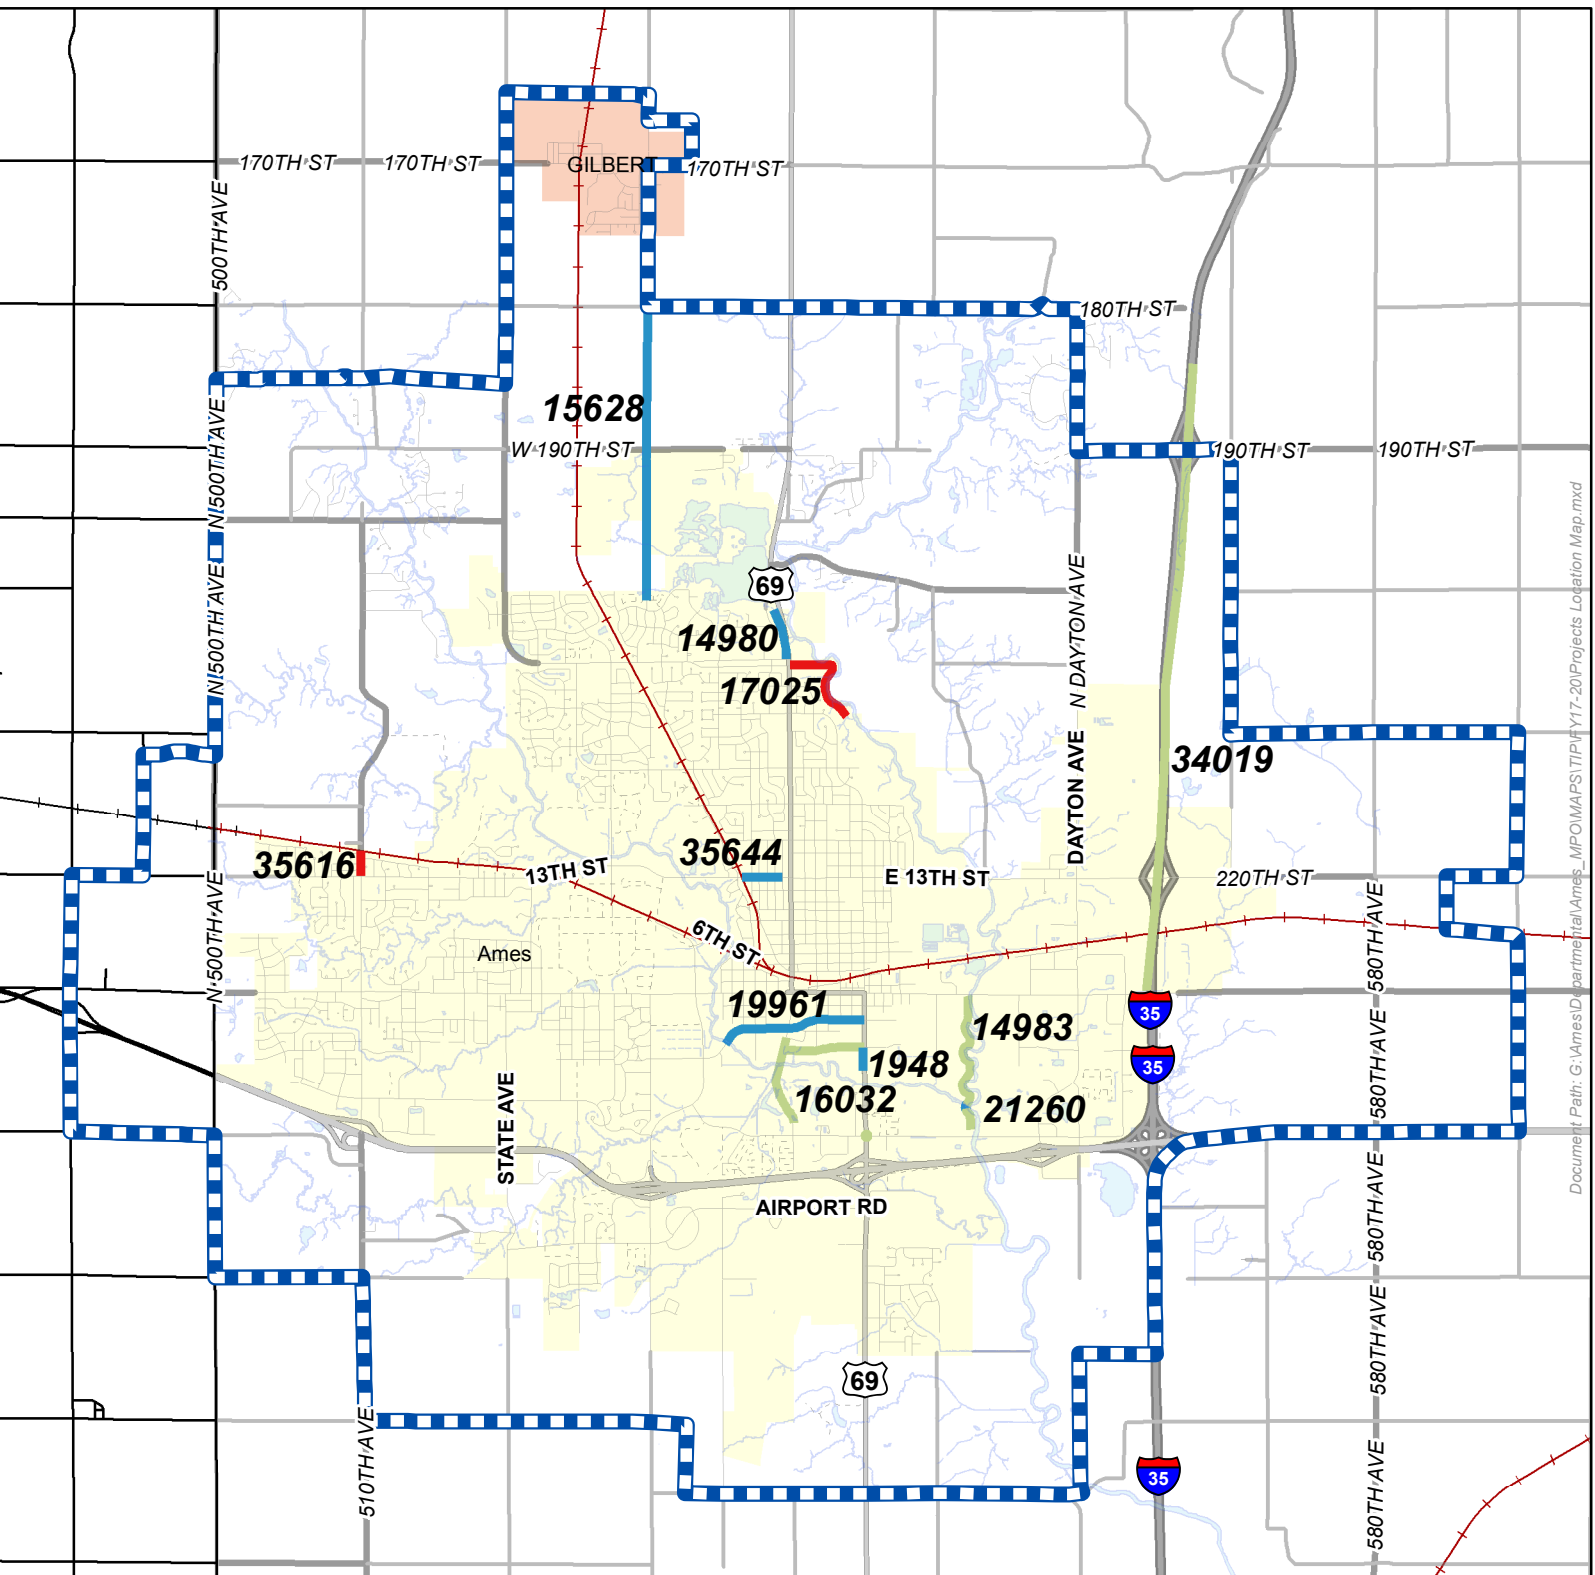 170TH ST
170TH ST
GILBERT
170TH ST
500TH AVE
180TH ST
15628
W 190TH ST
190TH ST
190TH ST
N 500TH AVE
N 500TH AVE
69
14980
17025
N DAYTON AVE
DAYTON AVE
34019
35616
13TH ST
35644
E 13TH ST
220TH ST
N 500TH AVE
Ames
6TH ST
580TH AVE
19961
14983
35
1948
35
16032
21260
STATE AVE
580TH AVE
AIRPORT RD
580TH AVE
69
580TH AVE
510TH AVE
35
580TH AVE
Document Path: G:\Ames\Departmental\Ames_MPO\MAPS\TIP\FY17-20\Projects Location Map.mxd